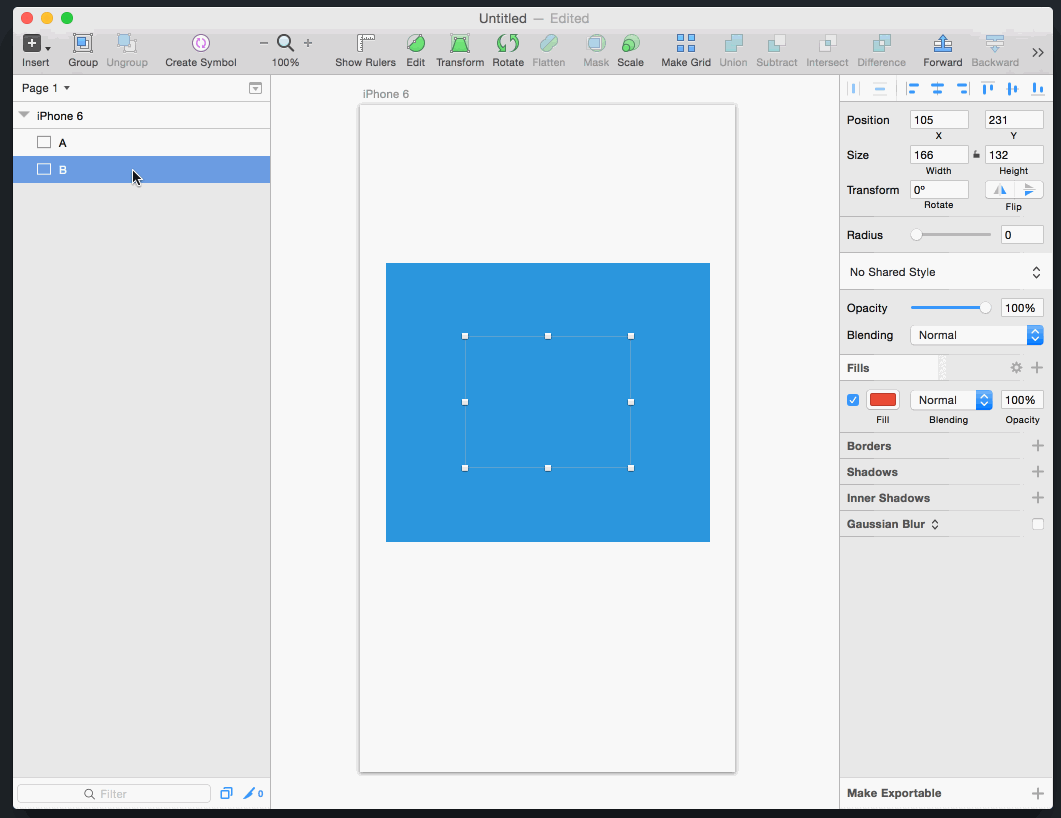 Untitled — Edited
Insert Group Ungroup Create Symbol 100% Show Rulers Edit Transform Rotate Flatten Mask Scale Make Grid Union Subtract Intersect Difference Forward Backward
Page 1
iPhone 6
A
B
Filter
0
iPhone 6
Position 105 231
X Y
Size 166 132
Width Height
Transform 0º
Rotate Flip
Radius 0
No Shared Style
Opacity 100%
Blending Normal
Fills
Normal 100%
Fill Blending Opacity
Borders
Shadows
Inner Shadows
Gaussian Blur
Make Exportable